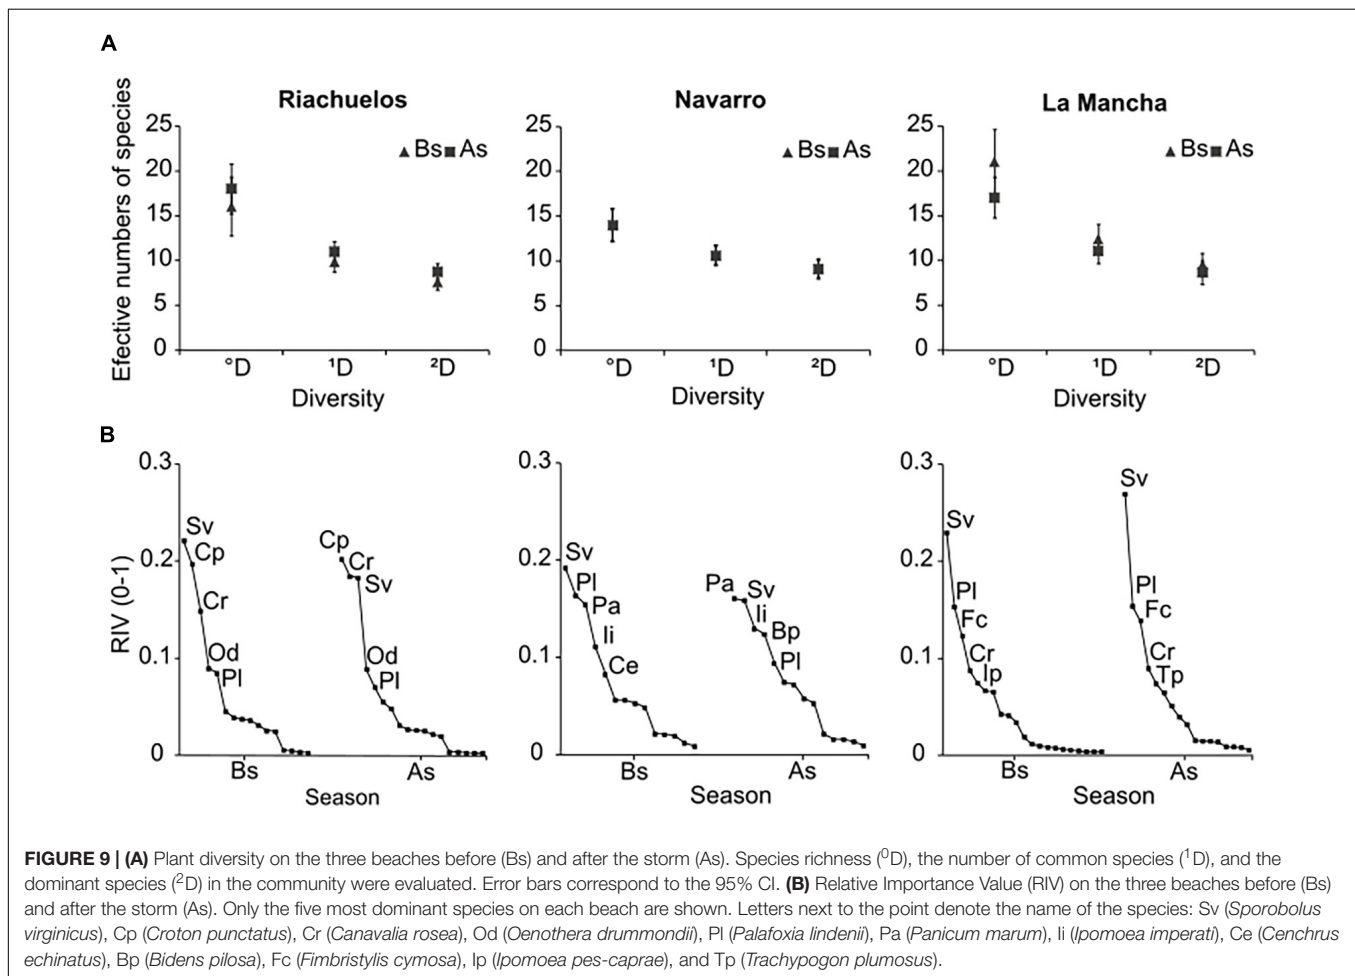 A
Riachuelos
Navarro
La Mancha
Efective numbers of species
25
20
15
10
5
0
▲Bs■As
°D
¹D
²D
Diversity
25
20
15
10
5
0
▲Bs■As
°D
¹D
²D
Diversity
25
20
15
10
5
0
▲Bs■As
°D
¹D
²D
Diversity
B
RIV (0-1)
0.3
0.2
0.1
0
Sv
Cp
Cr
Od
Pl
Cp
Cr
Sv
Od
Pl
Bs
As
Season
0.3
0.2
0.1
0
Sv
Pl
Pa
Ii
Ce
Pa
Sv
Ii
Bp
Pl
Bs
As
Season
0.3
0.2
0.1
0
Sv
Pl
Fc
Cr
Ip
Sv
Pl
Fc
Cr
Tp
Bs
As
Season
FIGURE 9 | (A) Plant diversity on the three beaches before (Bs) and after the storm (As). Species richness (⁰D), the number of common species (¹D), and the
dominant species (²D) in the community were evaluated. Error bars correspond to the 95% CI. (B) Relative Importance Value (RIV) on the three beaches before (Bs)
and after the storm (As). Only the five most dominant species on each beach are shown. Letters next to the point denote the name of the species: Sv (Sporobolus
virginicus), Cp (Croton punctatus), Cr (Canavalia rosea), Od (Oenothera drummondii), Pl (Palafoxia lindenii), Pa (Panicum marum), Ii (Ipomoea imperati), Ce (Cenchrus
echinatus), Bp (Bidens pilosa), Fc (Fimbristylis cymosa), Ip (Ipomoea pes-caprae), and Tp (Trachypogon plumosus).